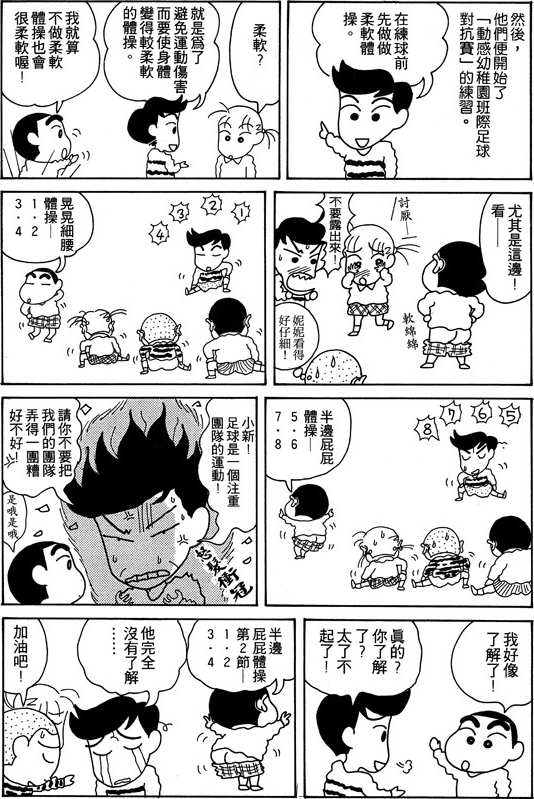 然後，
他們便開始了
「動感幼稚園班際足球
對抗賽」的練習。
在練球前
先做做
柔軟體
操。
柔軟？
就是爲了
避免運動傷害
而要使身體
變得較柔軟
的體操。
我就算
不做柔軟
體操也會
很柔軟喔！
尤其是這邊！
看──
軟綿綿
討厭──
不要露出來！
妮妮看得
好仔細！
①
②
③
④
晃晃細腰
體操─
1・2
3・4
⑤
⑥
⑦
⑧
半邊屁屁
體操─
5・6
7・8
小新！
足球是一個注重
團隊的運動！
怒髮衝冠
請你不要把
我們的團隊
弄得一團糟
好不好！
是哦是哦
我好像
了解了！
真的？
你了解
了？
太了不
起了！
半邊
屁屁體操
第2節─
1・2
3・4
他完全
沒有了解
……
加油吧！